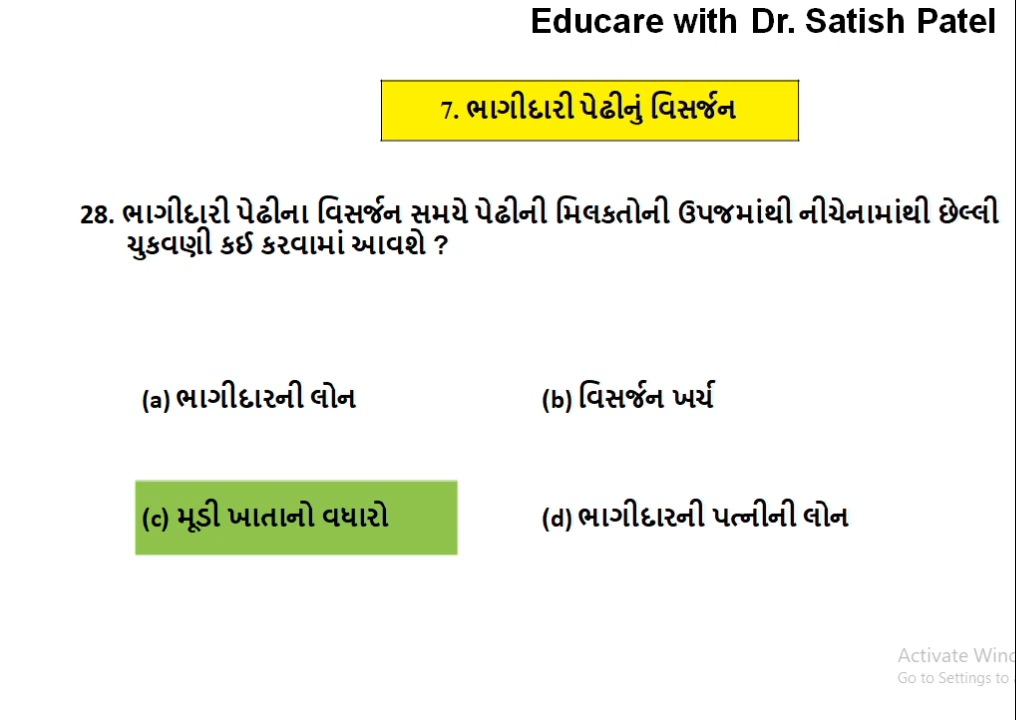 Educare with Dr. Satish Patel
7. ભાગીદારી પેઢીનું વિસર્જન
28. ભાગીદારી પેઢીના વિસર્જન સમયે પેઢીની મિલકતોની ઉપજમાંથી નીચેનામાંથી છેલ્લી
ચુકવણી કઈ કરવામાં આવશે ?
(a) ભાગીદારની લોન
(b) વિસર્જન ખર્ચ
(c) મૂડી ખાતાનો વધારો
(d) ભાગીદારની પત્નીની લોન
Activate Winc
Go to Settings to